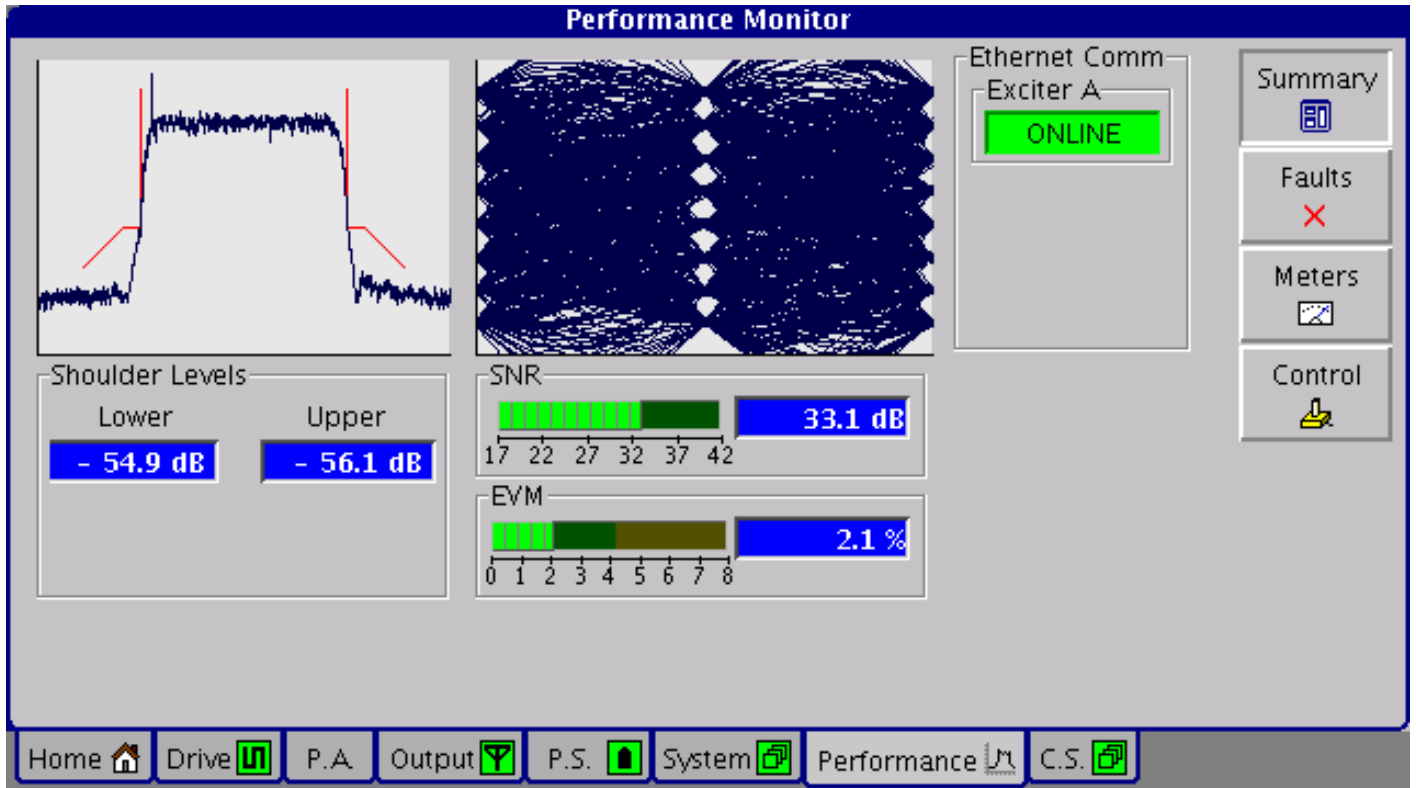 Performance Monitor
Ethernet Comm
Exciter A
ONLINE
Summary
Faults
Meters
Control
Shoulder Levels
Lower Upper
- 54.9 dB - 56.1 dB
SNR
33.1 dB
17 22 27 32 37 42
EVM
2.1 %
0 1 2 3 4 5 6 7 8
Home Drive P.A. Output P.S. System Performance C.S.